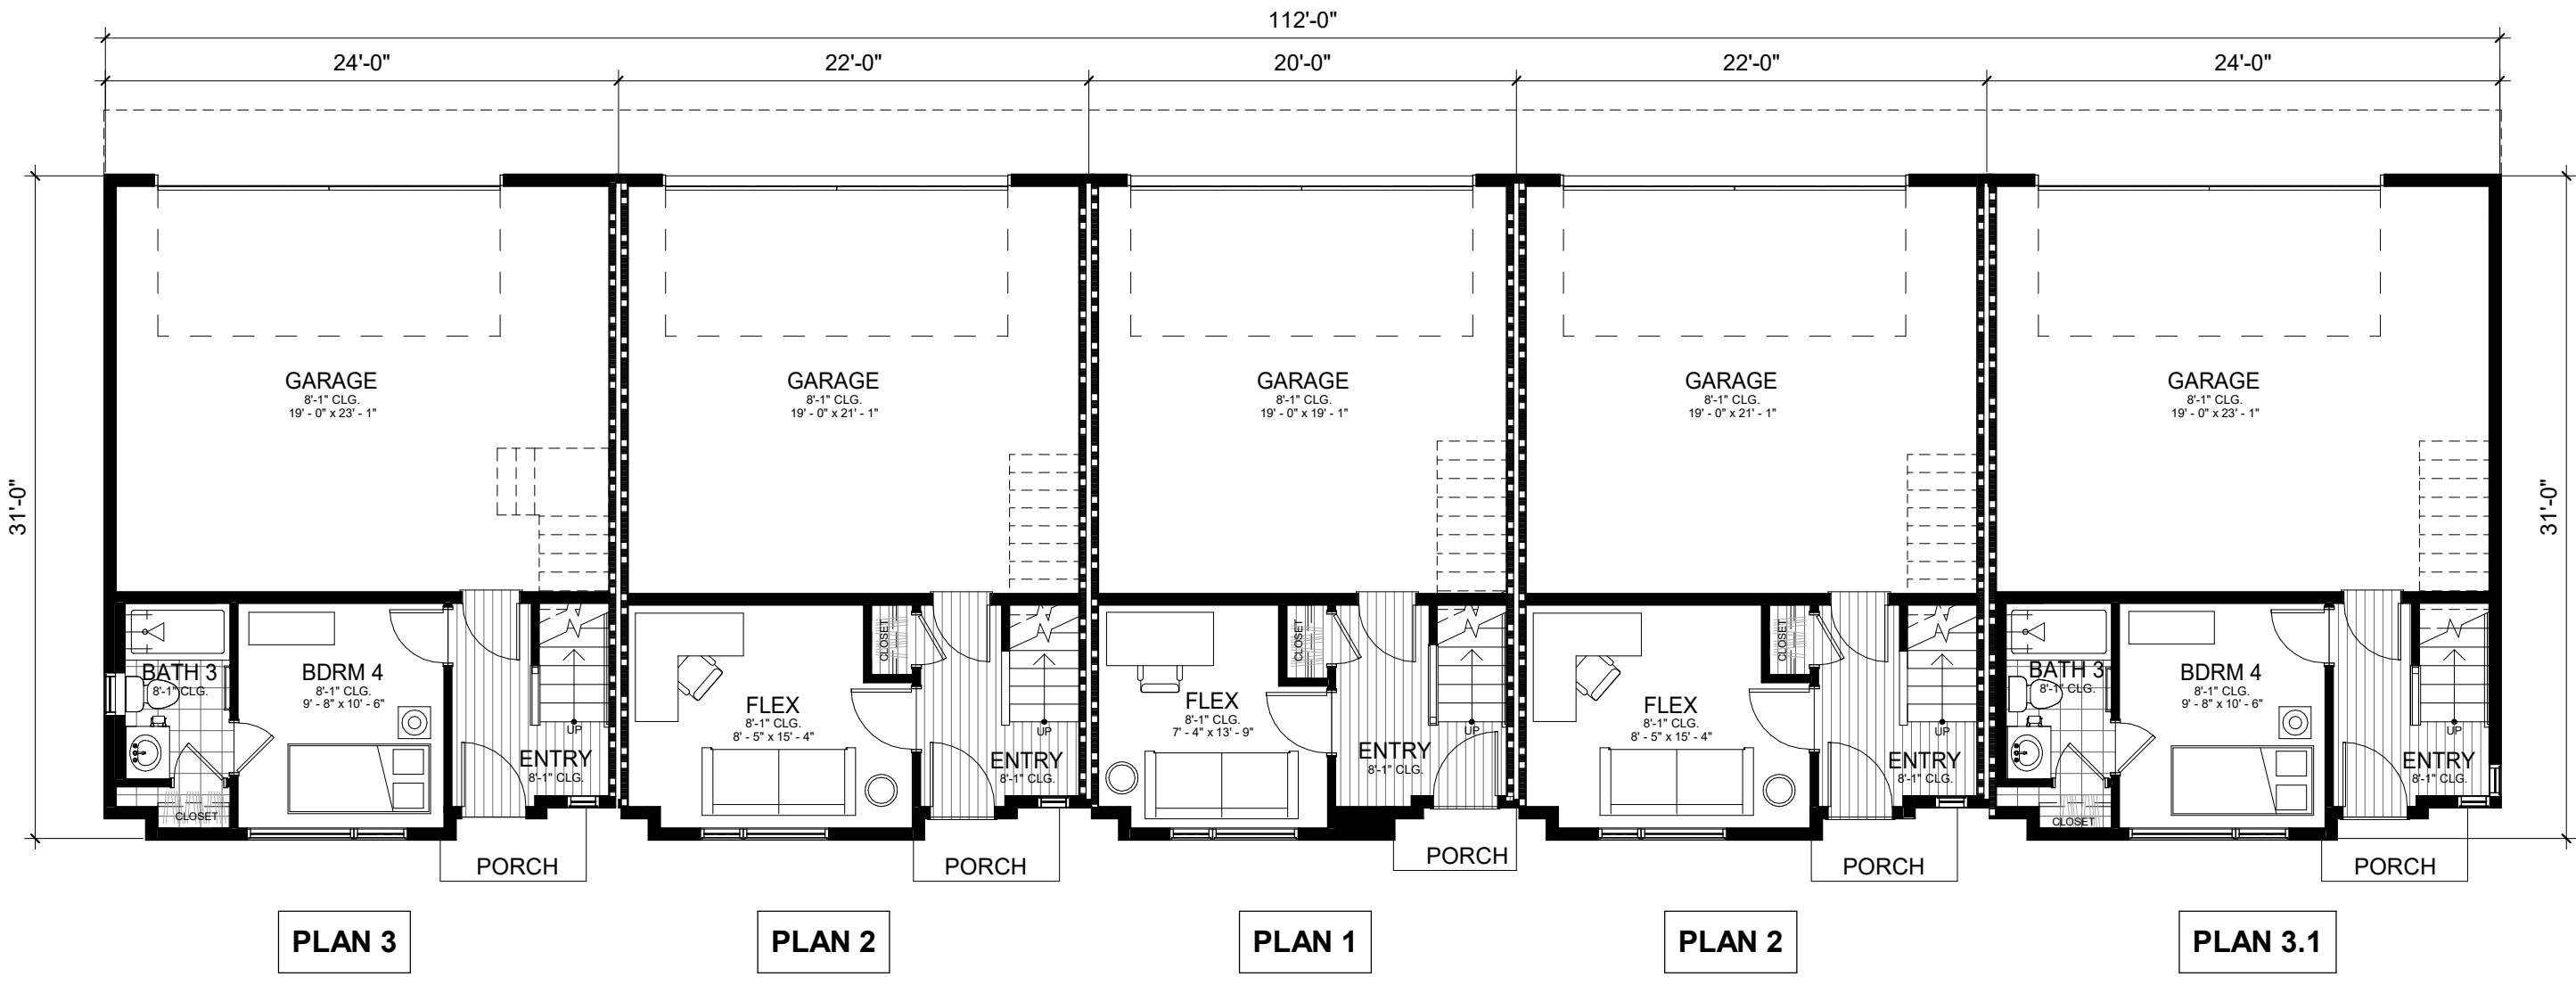 112'-0"
24'-0"
22'-0"
20'-0"
22'-0"
24'-0"
31'-0"
31'-0"
GARAGE
8'-1" CLG.
19' - 0" x 23' - 1"
GARAGE
8'-1" CLG.
19' - 0" x 21' - 1"
GARAGE
8'-1" CLG.
19' - 0" x 19' - 1"
GARAGE
8'-1" CLG.
19' - 0" x 21' - 1"
GARAGE
8'-1" CLG.
19' - 0" x 23' - 1"
BATH 3
8'-1" CLG.
BDRM 4
8'-1" CLG.
9' - 8" x 10' - 6"
CLOSET
UP
ENTRY
8'-1" CLG.
PORCH
CLOSET
FLEX
8'-1" CLG.
8' - 5" x 15' - 4"
UP
ENTRY
8'-1" CLG.
PORCH
CLOSET
FLEX
8'-1" CLG.
7' - 4" x 13' - 9"
UP
ENTRY
8'-1" CLG.
PORCH
CLOSET
FLEX
8'-1" CLG.
8' - 5" x 15' - 4"
UP
ENTRY
8'-1" CLG.
PORCH
BATH 3
8'-1" CLG.
BDRM 4
8'-1" CLG.
9' - 8" x 10' - 6"
CLOSET
UP
ENTRY
8'-1" CLG.
PORCH
PLAN 3
PLAN 2
PLAN 1
PLAN 2
PLAN 3.1